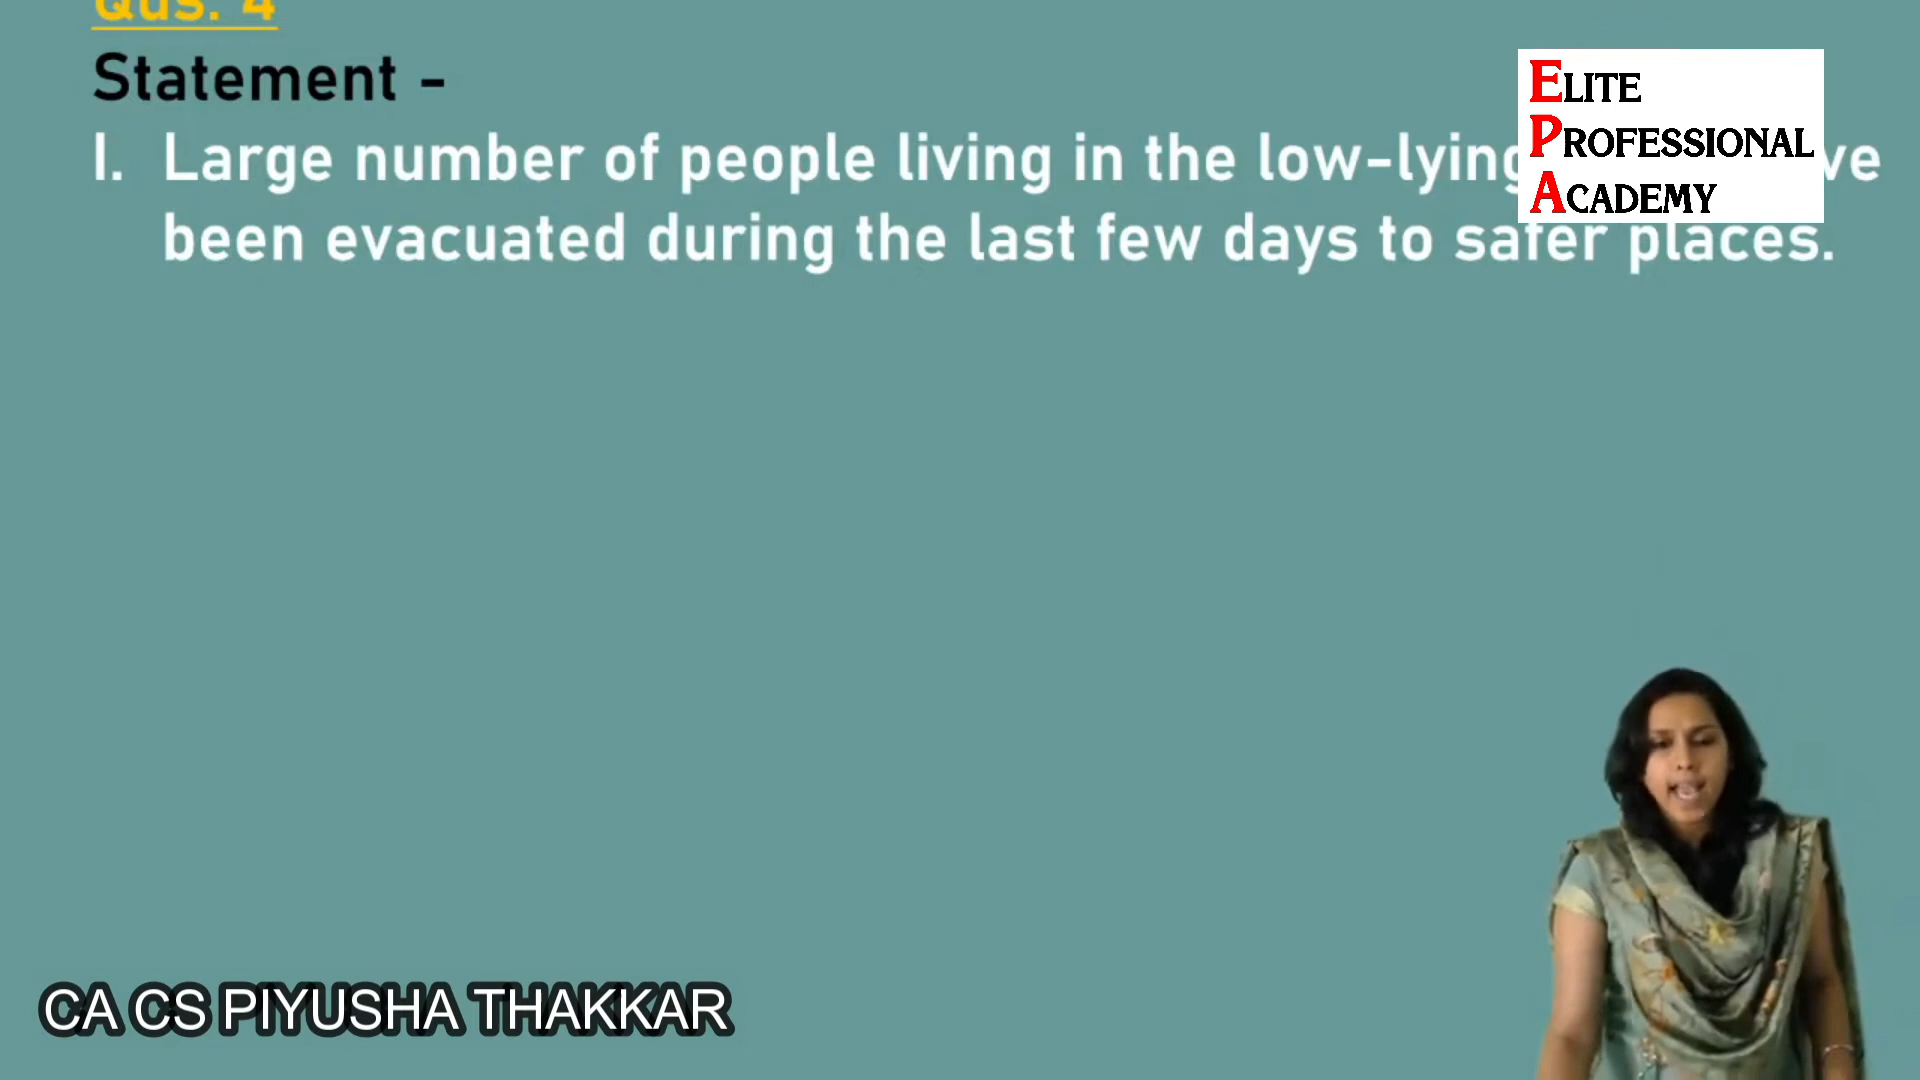 Qus. 4
Statement -
I. Large number of people living in the low-lying
been evacuated during the last few days to safer places.
ELITE
PROFESSIONAL
ACADEMY
CA CS PIYUSHA THAKKAR